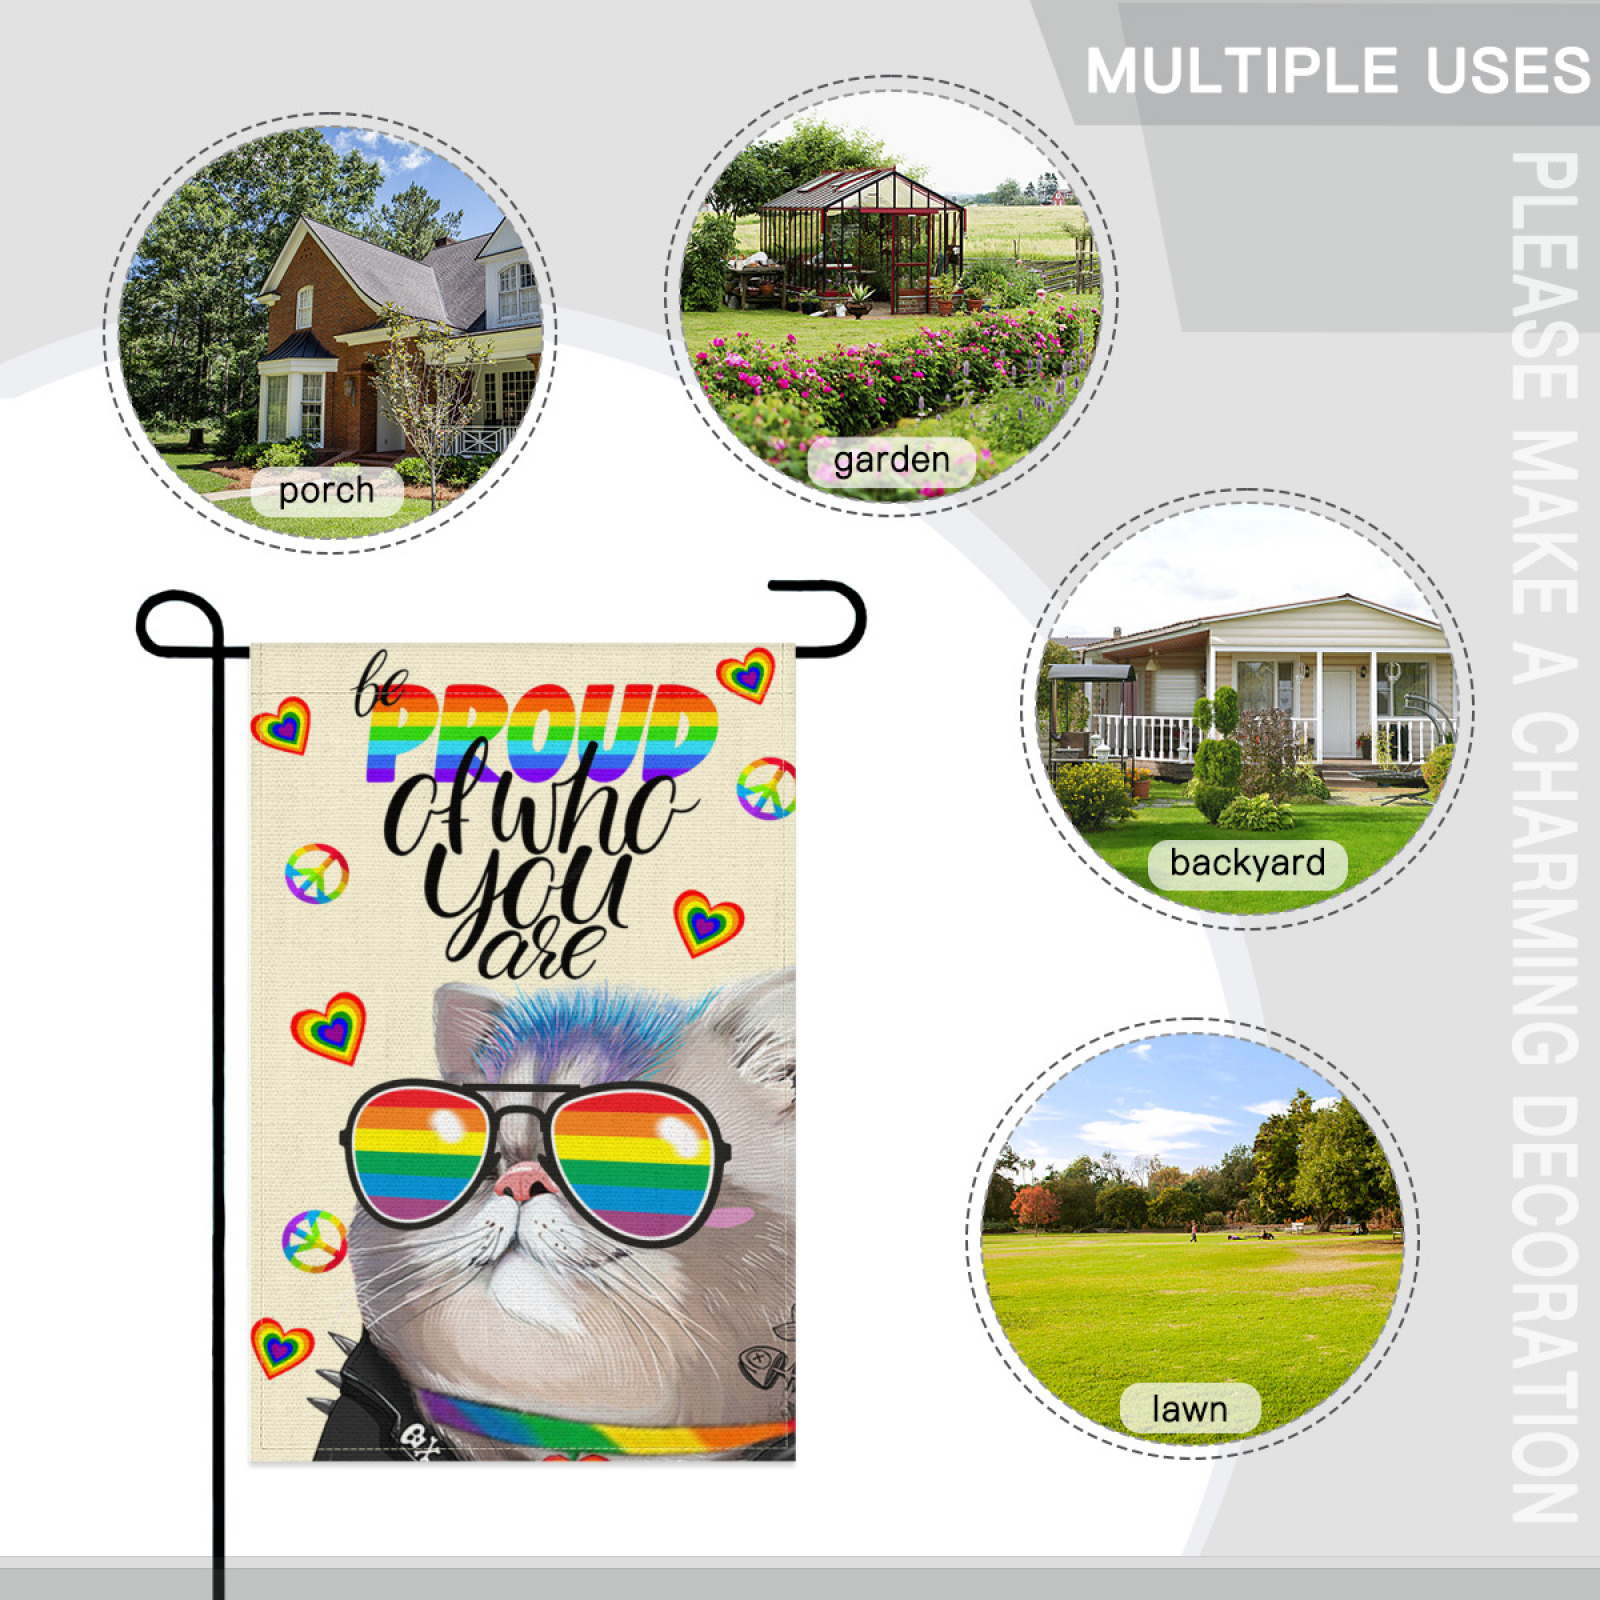 MULTIPLE USES
PLEASE MAKE A CHARMING DECORATION
porch
garden
backyard
lawn
be
PROUD
of who
you
are